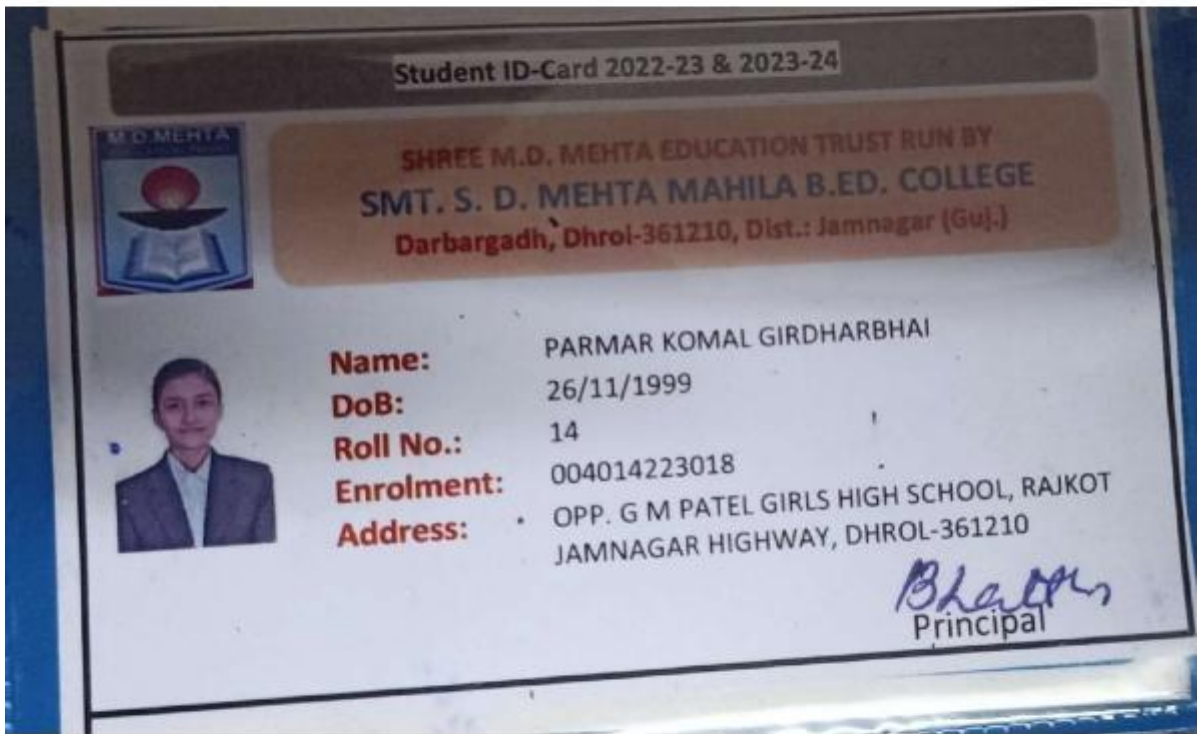 Student ID-Card 2022-23 & 2023-24
M.D.MEHTA
SHREE M.D. MEHTA EDUCATION TRUST RUN BY
SMT. S. D. MEHTA MAHILA B.ED. COLLEGE
Darbargadh, Dhrol-361210, Dist.: Jamnagar (Guj.)
Name: PARMAR KOMAL GIRDHARBHAI
DoB: 26/11/1999
Roll No.: 14
Enrolment: 004014223018
Address: OPP. G M PATEL GIRLS HIGH SCHOOL, RAJKOT
JAMNAGAR HIGHWAY, DHROL-361210
Principal